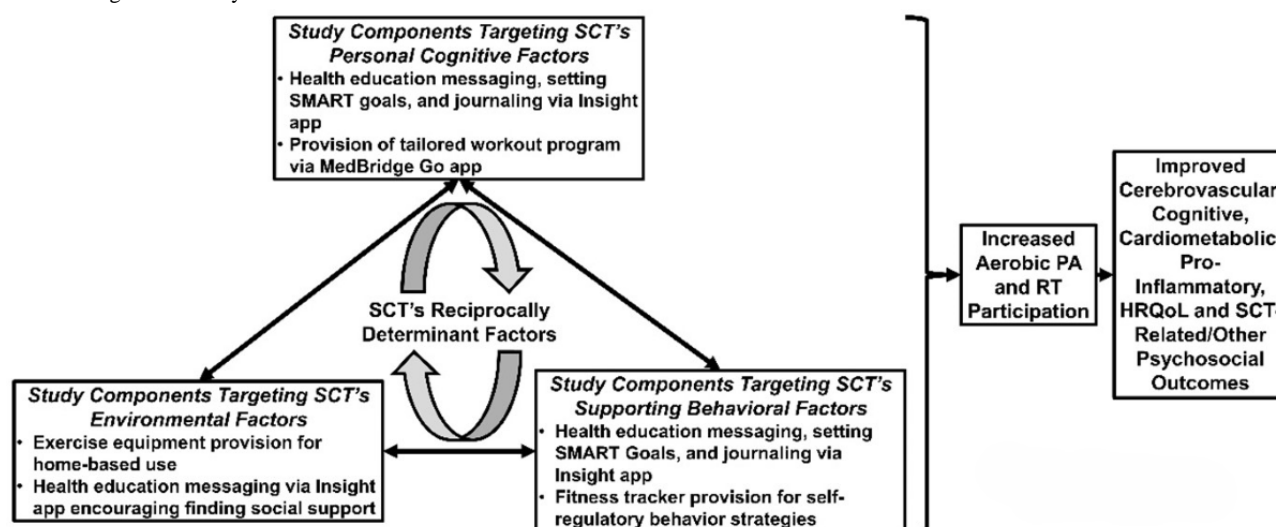 Study Components Targeting SCT's
Personal Cognitive Factors
• Health education messaging, setting
SMART goals, and journaling via Insight
app
• Provision of tailored workout program
via MedBridge Go app
SCT's Reciprocally
Determinant Factors
Study Components Targeting SCT's
Environmental Factors
• Exercise equipment provision for
home-based use
• Health education messaging via Insight
app encouraging finding social support
Study Components Targeting SCT's
Supporting Behavioral Factors
• Health education messaging, setting
SMART Goals, and journaling via
Insight app
• Fitness tracker provision for self-
regulatory behavior strategies
Increased
Aerobic PA
and RT
Participation
Improved
Cerebrovascular
Cognitive,
Cardiometabolic
Pro-
Inflammatory,
HRQoL and SCT-
Related/Other
Psychosocial
Outcomes